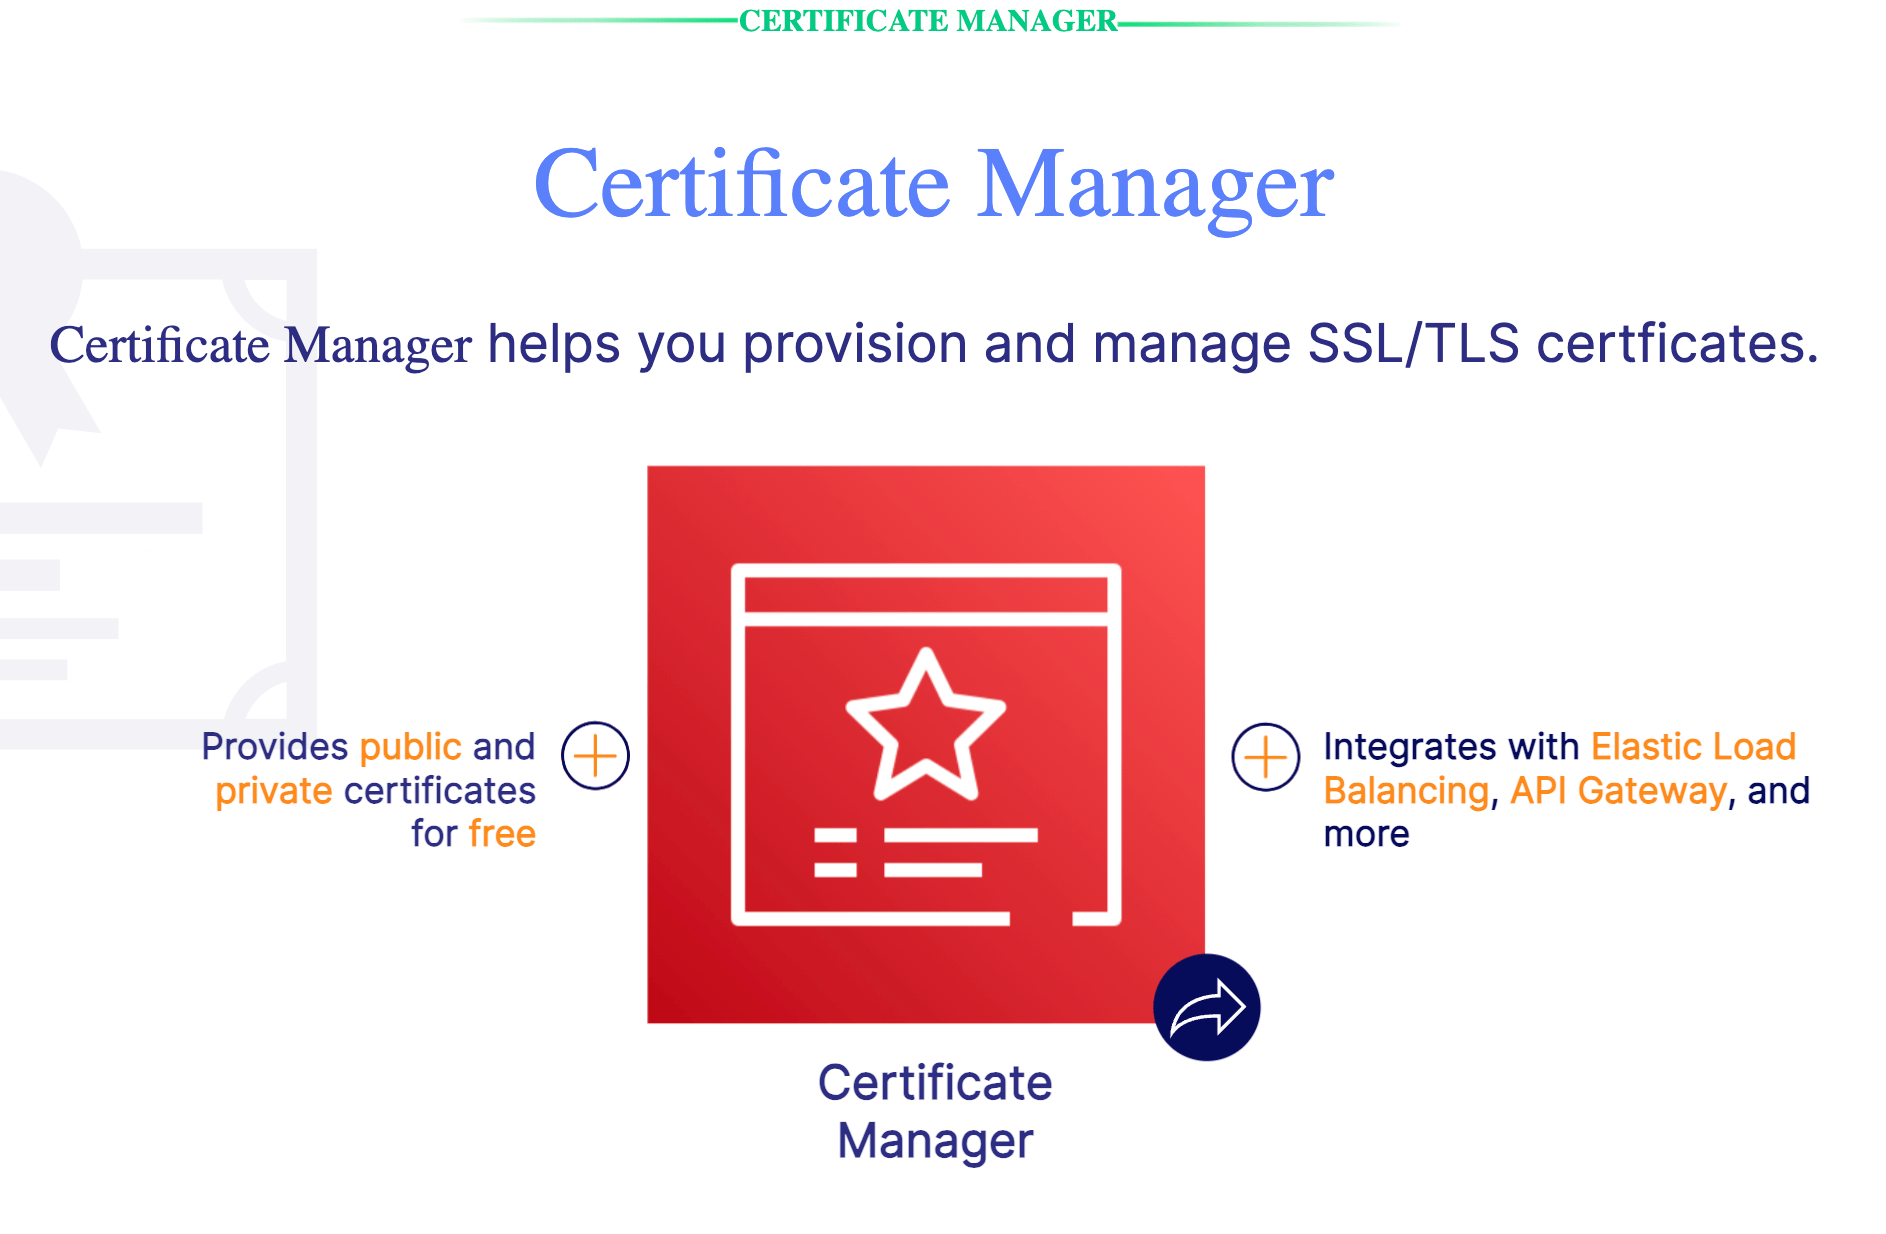 CERTIFICATE MANAGER
Certificate Manager
Certificate Manager helps you provision and manage SSL/TLS certficates.
Provides public and
private certificates
for free
Integrates with Elastic Load
Balancing, API Gateway, and
more
Certificate
Manager